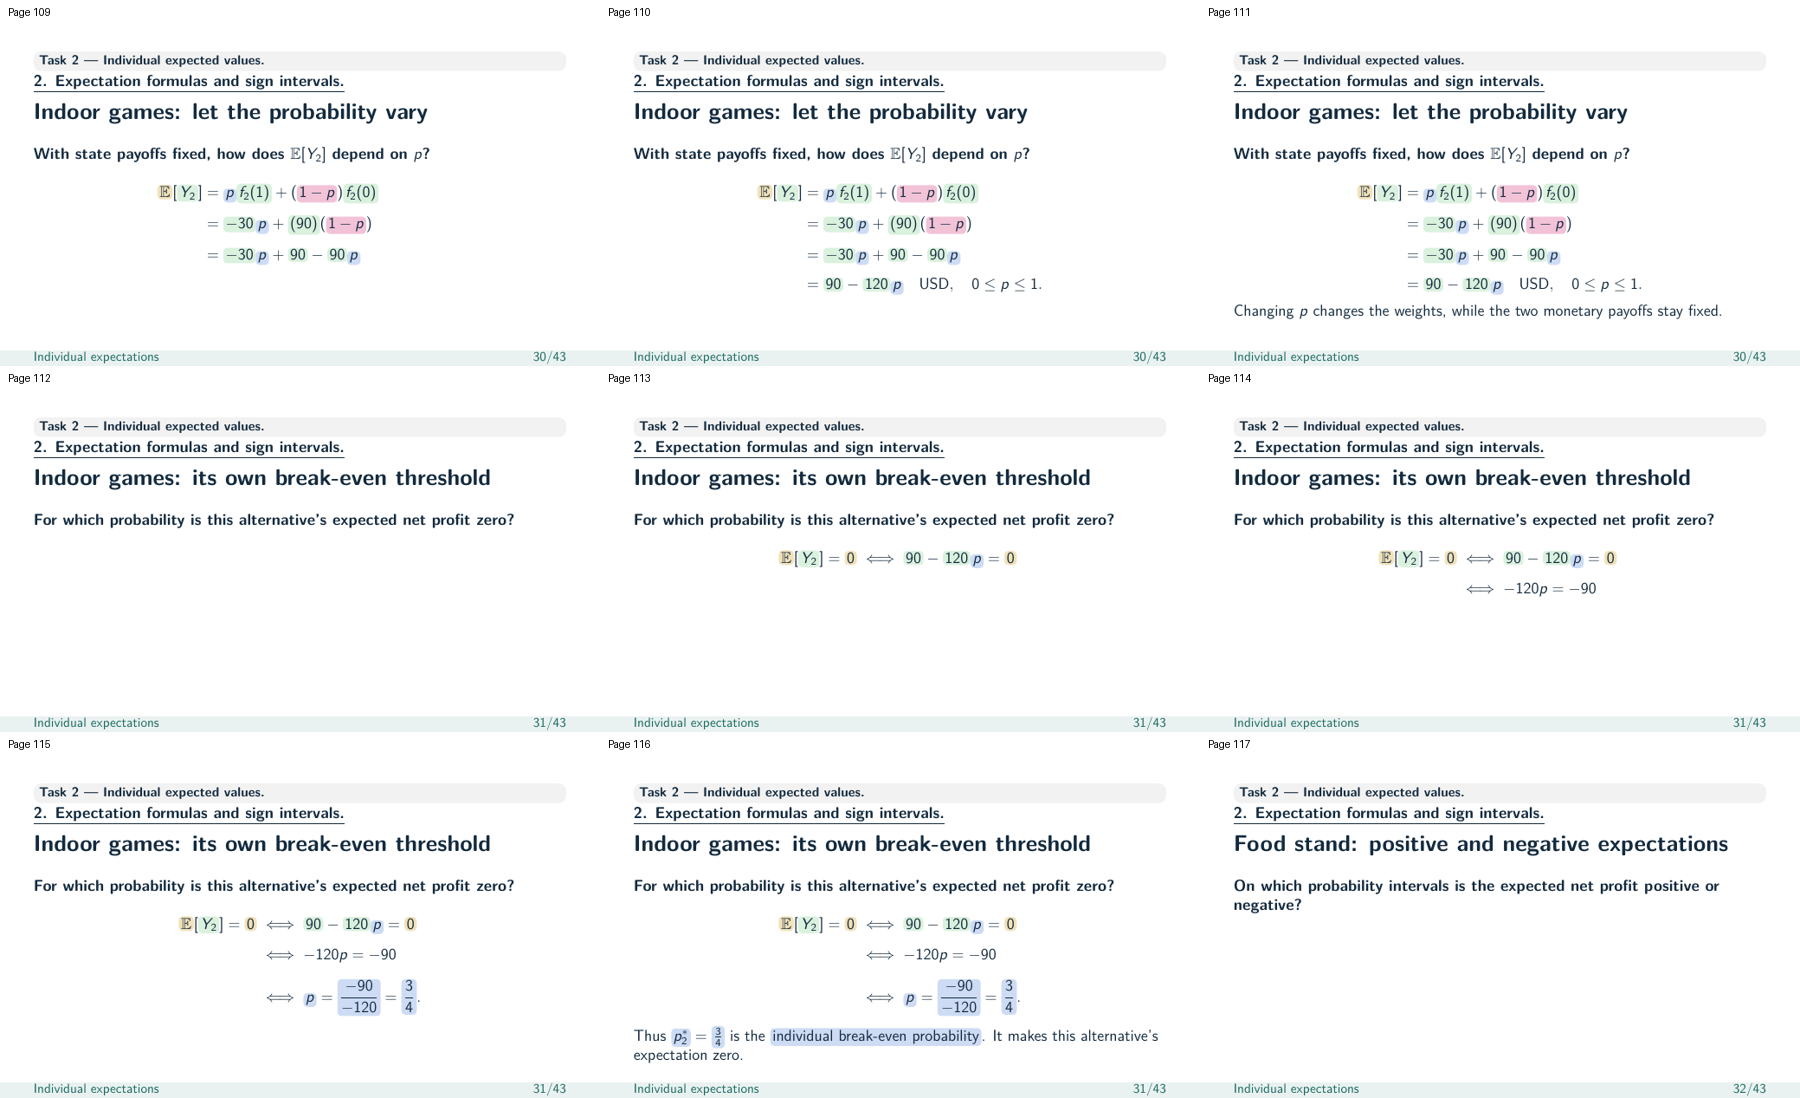 Page 109
Task 2 — Individual expected values.
2. Expectation formulas and sign intervals.
Indoor games: let the probability vary
With state payoffs fixed, how does 𝔼[Y₂] depend on p?
𝔼[Y₂] = p f₂(1) + (1 − p) f₂(0)
= −30 p + (90)(1 − p)
= −30 p + 90 − 90 p
Individual expectations 30/43
Page 110
Task 2 — Individual expected values.
2. Expectation formulas and sign intervals.
Indoor games: let the probability vary
With state payoffs fixed, how does 𝔼[Y₂] depend on p?
𝔼[Y₂] = p f₂(1) + (1 − p) f₂(0)
= −30 p + (90)(1 − p)
= −30 p + 90 − 90 p
= 90 − 120 p USD, 0 ≤ p ≤ 1.
Individual expectations 30/43
Page 111
Task 2 — Individual expected values.
2. Expectation formulas and sign intervals.
Indoor games: let the probability vary
With state payoffs fixed, how does 𝔼[Y₂] depend on p?
𝔼[Y₂] = p f₂(1) + (1 − p) f₂(0)
= −30 p + (90)(1 − p)
= −30 p + 90 − 90 p
= 90 − 120 p USD, 0 ≤ p ≤ 1.
Changing p changes the weights, while the two monetary payoffs stay fixed.
Individual expectations 30/43
Page 112
Task 2 — Individual expected values.
2. Expectation formulas and sign intervals.
Indoor games: its own break-even threshold
For which probability is this alternative's expected net profit zero?
Individual expectations 31/43
Page 113
Task 2 — Individual expected values.
2. Expectation formulas and sign intervals.
Indoor games: its own break-even threshold
For which probability is this alternative's expected net profit zero?
𝔼[Y₂] = 0 ⟺ 90 − 120 p = 0
Individual expectations 31/43
Page 114
Task 2 — Individual expected values.
2. Expectation formulas and sign intervals.
Indoor games: its own break-even threshold
For which probability is this alternative's expected net profit zero?
𝔼[Y₂] = 0 ⟺ 90 − 120 p = 0
⟺ −120p = −90
Individual expectations 31/43
Page 115
Task 2 — Individual expected values.
2. Expectation formulas and sign intervals.
Indoor games: its own break-even threshold
For which probability is this alternative's expected net profit zero?
𝔼[Y₂] = 0 ⟺ 90 − 120 p = 0
⟺ −120p = −90
⟺ p = −90/−120 = 3/4.
Individual expectations 31/43
Page 116
Task 2 — Individual expected values.
2. Expectation formulas and sign intervals.
Indoor games: its own break-even threshold
For which probability is this alternative's expected net profit zero?
𝔼[Y₂] = 0 ⟺ 90 − 120 p = 0
⟺ −120p = −90
⟺ p = −90/−120 = 3/4.
Thus p₂* = 3/4 is the individual break-even probability. It makes this alternative's
expectation zero.
Individual expectations 31/43
Page 117
Task 2 — Individual expected values.
2. Expectation formulas and sign intervals.
Food stand: positive and negative expectations
On which probability intervals is the expected net profit positive or
negative?
Individual expectations 32/43